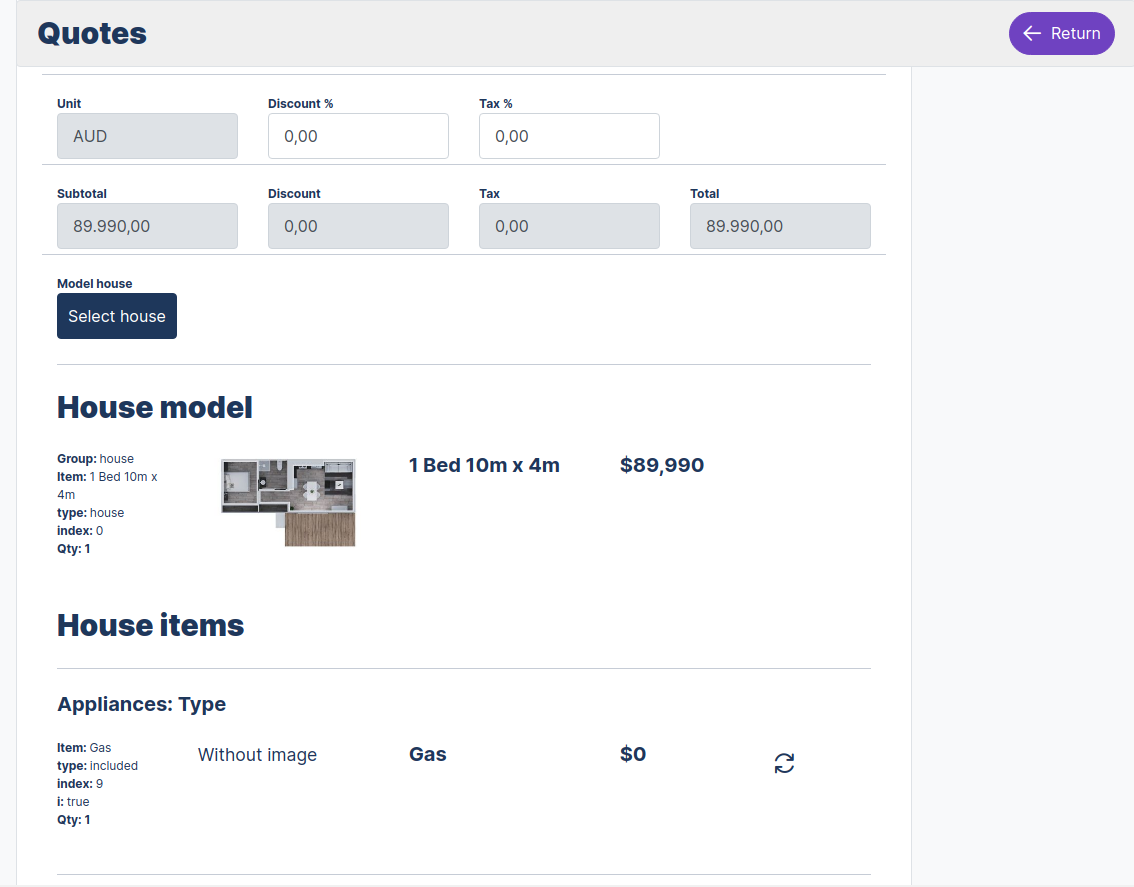 Quotes
Return
Unit Discount % Tax %
AUD 0,00 0,00
Subtotal Discount Tax Total
89.990,00 0,00 0,00 89.990,00
Model house
Select house
House model
Group: house
Item: 1 Bed 10m x
4m
type: house
index: 0
Qty: 1
1 Bed 10m x 4m
$89,990
House items
Appliances: Type
Item: Gas
type: included
index: 9
i: true
Qty: 1
Without image
Gas
$0